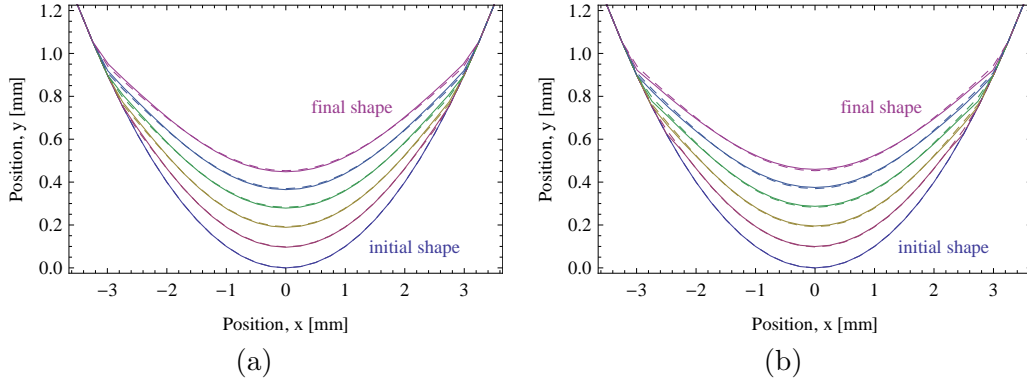 1.2
1.0
0.8
0.6
0.4
0.2
0.0
Position, y [mm]
final shape
initial shape
−3 −2 −1 0 1 2 3
Position, x [mm]
(a)
1.2
1.0
0.8
0.6
0.4
0.2
0.0
Position, y [mm]
final shape
initial shape
−3 −2 −1 0 1 2 3
Position, x [mm]
(b)